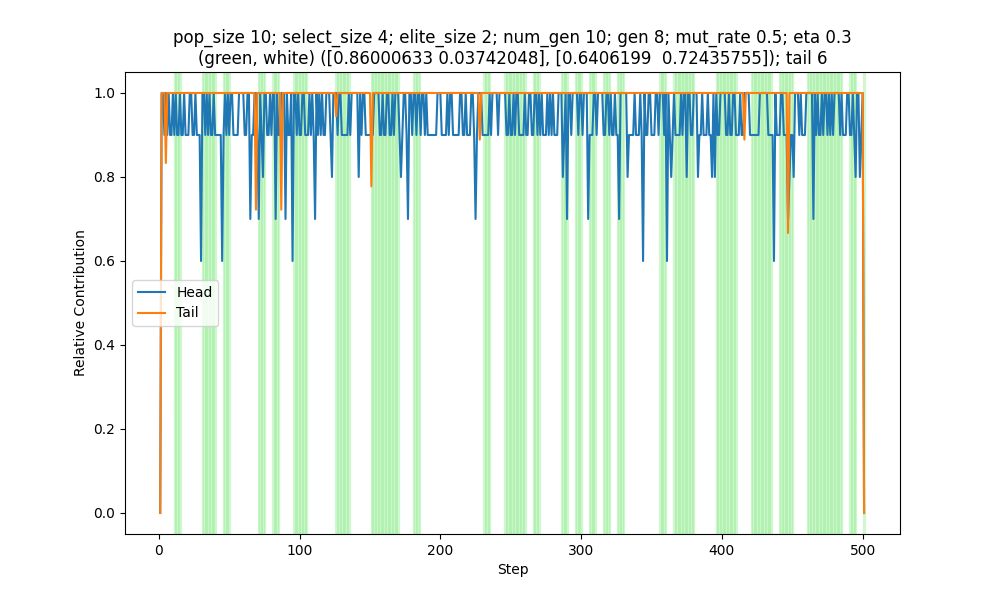 pop_size 10; select_size 4; elite_size 2; num_gen 10; gen 8; mut_rate 0.5; eta 0.3
(green, white) ([0.86000633 0.03742048], [0.6406199  0.72435755]); tail 6
1.0
0.8
0.6
0.4
0.2
0.0
Relative Contribution
Head
Tail
0 100 200 300 400 500
Step